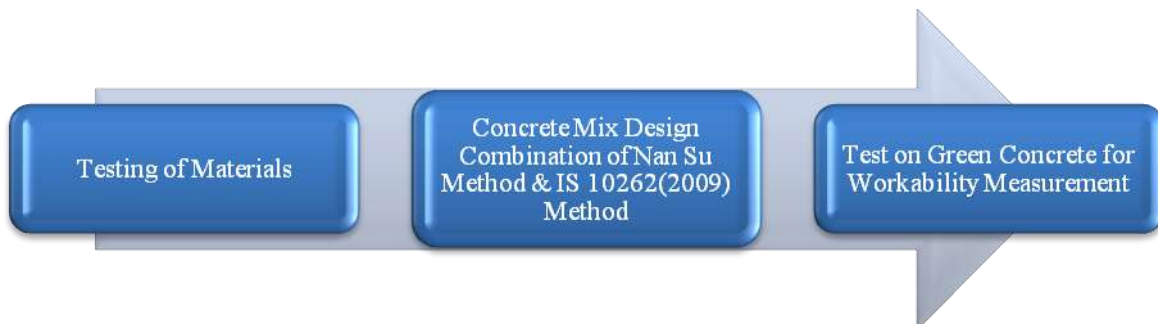 Testing of Materials
Concrete Mix Design
Combination of Nan Su
Method & IS 10262(2009)
Method
Test on Green Concrete for
Workability Measurement